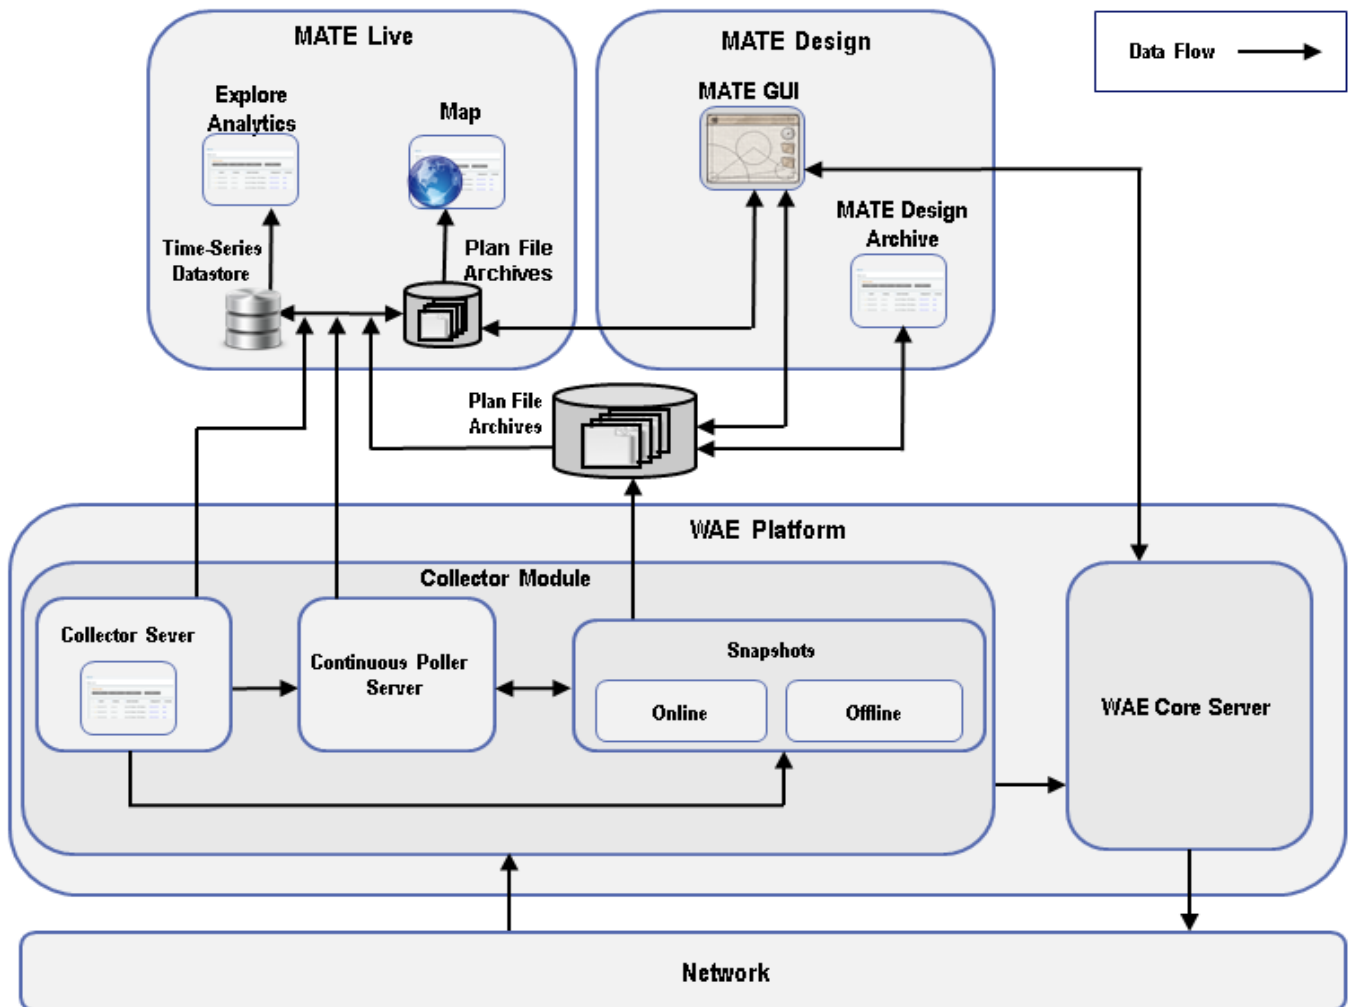 MATE Live
MATE Design
Data Flow
Explore
Analytics
Map
MATE GUI
MATE Design
Archive
Time-Series
Datastore
Plan File
Archives
Plan File
Archives
WAE Platform
Collector Module
Collector Sever
Continuous Poller
Server
Snapshots
Online
Offline
WAE Core Server
Network